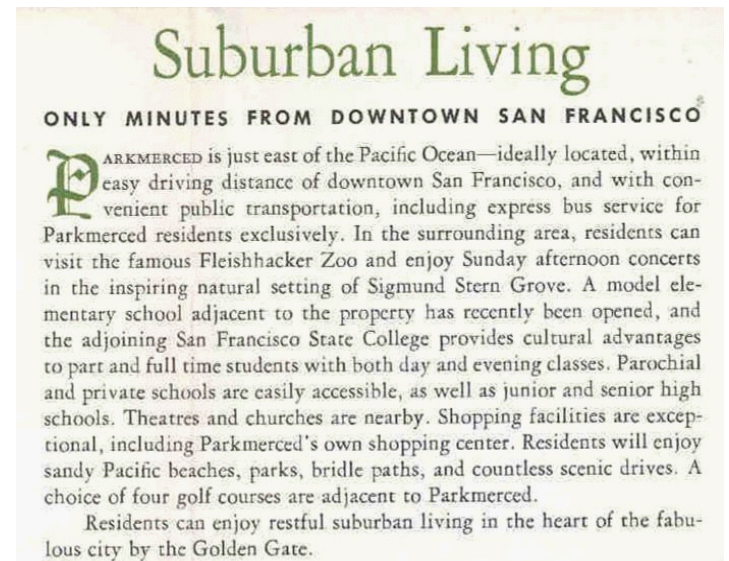 Suburban Living
ONLY MINUTES FROM DOWNTOWN SAN FRANCISCO
PARKMERCED is just east of the Pacific Ocean—ideally located, within
easy driving distance of downtown San Francisco, and with con-
venient public transportation, including express bus service for
Parkmerced residents exclusively. In the surrounding area, residents can
visit the famous Fleishhacker Zoo and enjoy Sunday afternoon concerts
in the inspiring natural setting of Sigmund Stern Grove. A model ele-
mentary school adjacent to the property has recently been opened, and
the adjoining San Francisco State College provides cultural advantages
to part and full time students with both day and evening classes. Parochial
and private schools are easily accessible, as well as junior and senior high
schools. Theatres and churches are nearby. Shopping facilities are excep-
tional, including Parkmerced's own shopping center. Residents will enjoy
sandy Pacific beaches, parks, bridle paths, and countless scenic drives. A
choice of four golf courses are adjacent to Parkmerced.
Residents can enjoy restful suburban living in the heart of the fabu-
lous city by the Golden Gate.